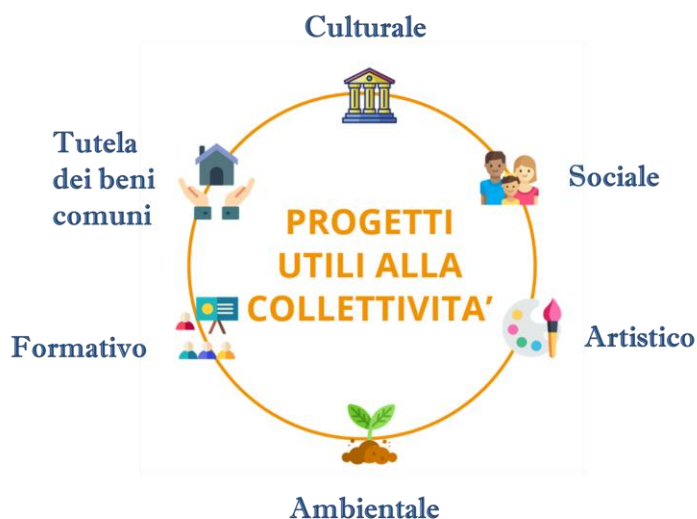 Culturale
Tutela
dei beni
comuni
Sociale
PROGETTI
UTILI ALLA
COLLETTIVITA’
Formativo
Artistico
Ambientale